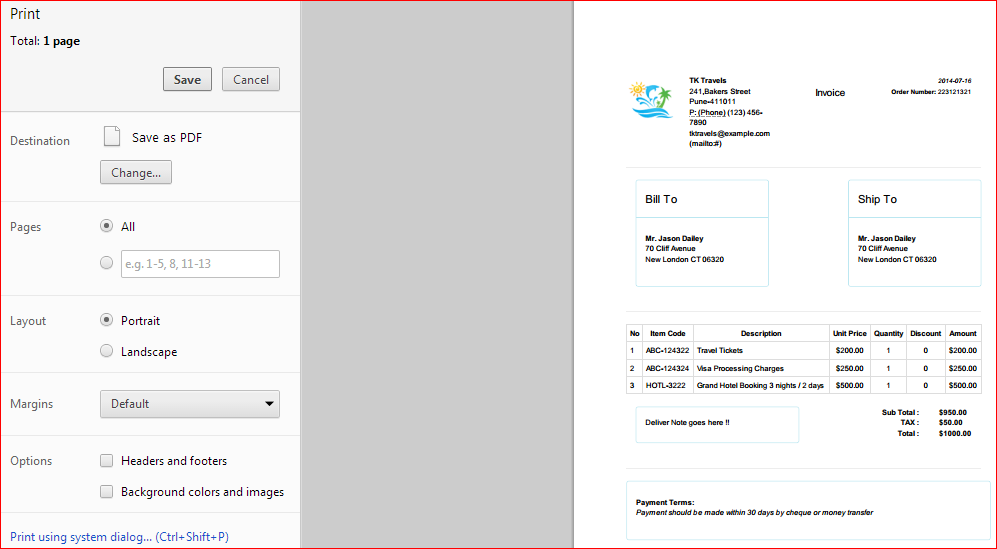 Print
Total: 1 page
Save
Cancel
Destination
Save as PDF
Change...
Pages
All
e.g. 1-5, 8, 11-13
Layout
Portrait
Landscape
Margins
Default
Options
Headers and footers
Background colors and images
Print using system dialog... (Ctrl+Shift+P)
TK Travels
241,Bakers Street
Pune-411011
P: (Phone) (123) 456-
7890
tktravels@example.com
(mailto:#)
Invoice
2014-07-16
Order Number: 223121321
Bill To
Mr. Jason Dailey
70 Cliff Avenue
New London CT 06320
Ship To
Mr. Jason Dailey
70 Cliff Avenue
New London CT 06320
No Item Code Description Unit Price Quantity Discount Amount
1 ABC-124322 Travel Tickets $200.00 1 0 $200.00
2 ABC-124324 Visa Processing Charges $250.00 1 0 $250.00
3 HOTL-3222 Grand Hotel Booking 3 nights / 2 days $500.00 1 0 $500.00
Deliver Note goes here !!
Sub Total : $950.00
TAX : $50.00
Total : $1000.00
Payment Terms:
Payment should be made within 30 days by cheque or money transfer